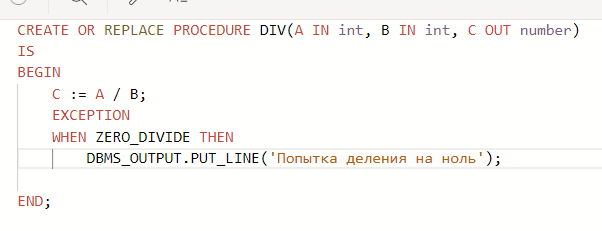 CREATE OR REPLACE PROCEDURE DIV(A IN int, B IN int, C OUT number)
IS
BEGIN
    C := A / B;
    EXCEPTION
    WHEN ZERO_DIVIDE THEN
        DBMS_OUTPUT.PUT_LINE('Попытка деления на ноль');
END;